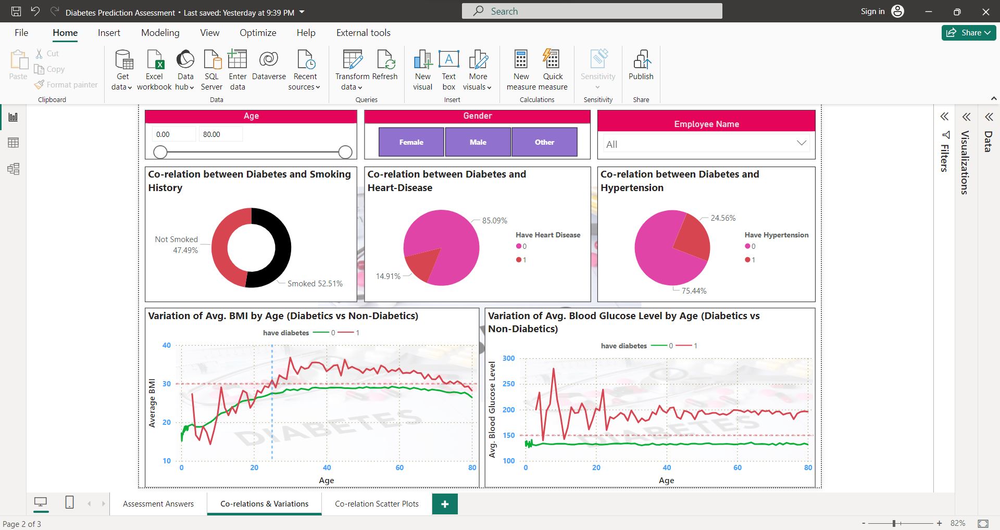 Diabetes Prediction Assessment • Last saved: Yesterday at 9:39 PM
Search
Sign in
File
Home
Insert
Modeling
View
Optimize
Help
External tools
Share
Paste
Cut
Copy
Format painter
Clipboard
Get data
Excel workbook
Data hub
SQL Server
Enter data
Dataverse
Recent sources
Data
Transform data
Refresh
Queries
New visual
Text box
A
More visuals
Insert
New measure
Quick measure
Calculations
Sensitivity
Sensitivity
Publish
Share
Age
0.00
80.00
Gender
Female
Male
Other
Employee Name
All
Filters
Visualizations
Data
Co-relation between Diabetes and Smoking
History
Not Smoked
47.49%
Smoked 52.51%
Co-relation between Diabetes and
Heart-Disease
85.09%
14.91%
Have Heart Disease
0
1
Co-relation between Diabetes and
Hypertension
24.56%
75.44%
Have Hypertension
0
1
Variation of Avg. BMI by Age (Diabetics vs Non-Diabetics)
have diabetes 0 1
Average BMI
40
30
20
10
0 20 40 60 80
Age
DIABETES
Variation of Avg. Blood Glucose Level by Age (Diabetics vs
Non-Diabetics)
have diabetes 0 1
Avg. Blood Glucose Level
300
250
200
150
100
0 20 40 60 80
Age
DIABETES
Assessment Answers
Co-relations & Variations
Co-relation Scatter Plots
+
Page 2 of 3
- + 82%